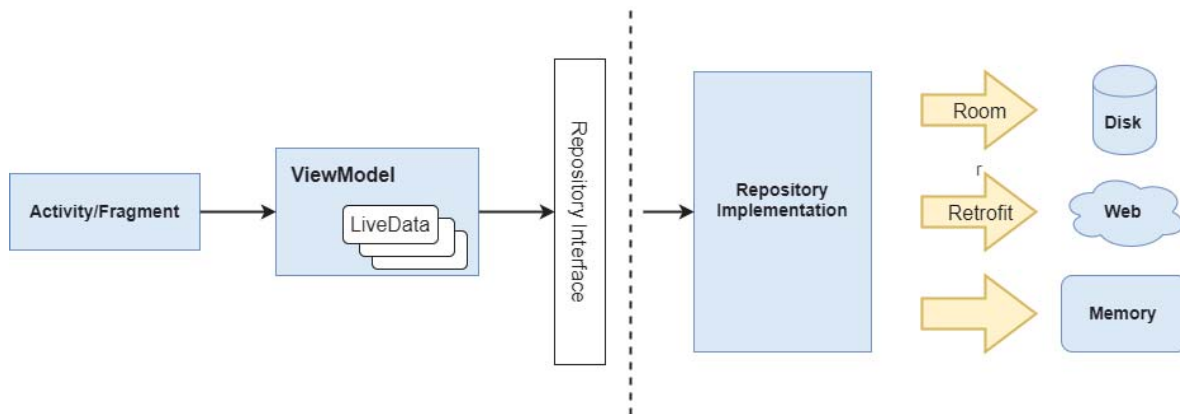 Activity/Fragment
ViewModel
LiveData
Repository Interface
Repository
Implementation
Room
Disk
r
Retrofit
Web
Memory